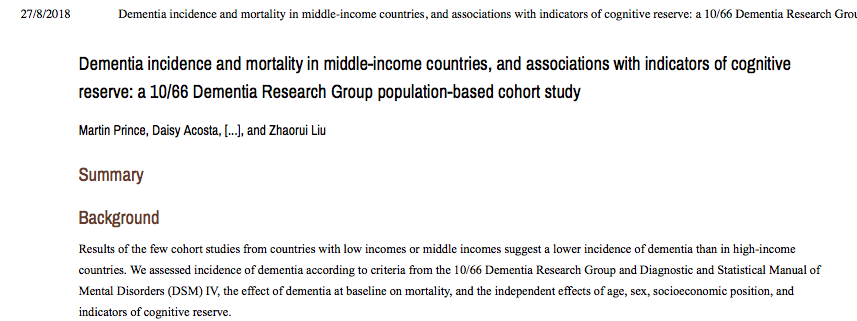 27/8/2018 Dementia incidence and mortality in middle-income countries, and associations with indicators of cognitive reserve: a 10/66 Dementia Research Grou
Dementia incidence and mortality in middle-income countries, and associations with indicators of cognitive
reserve: a 10/66 Dementia Research Group population-based cohort study
Martin Prince, Daisy Acosta, [...], and Zhaorui Liu
Summary
Background
Results of the few cohort studies from countries with low incomes or middle incomes suggest a lower incidence of dementia than in high-income
countries. We assessed incidence of dementia according to criteria from the 10/66 Dementia Research Group and Diagnostic and Statistical Manual of
Mental Disorders (DSM) IV, the effect of dementia at baseline on mortality, and the independent effects of age, sex, socioeconomic position, and
indicators of cognitive reserve.